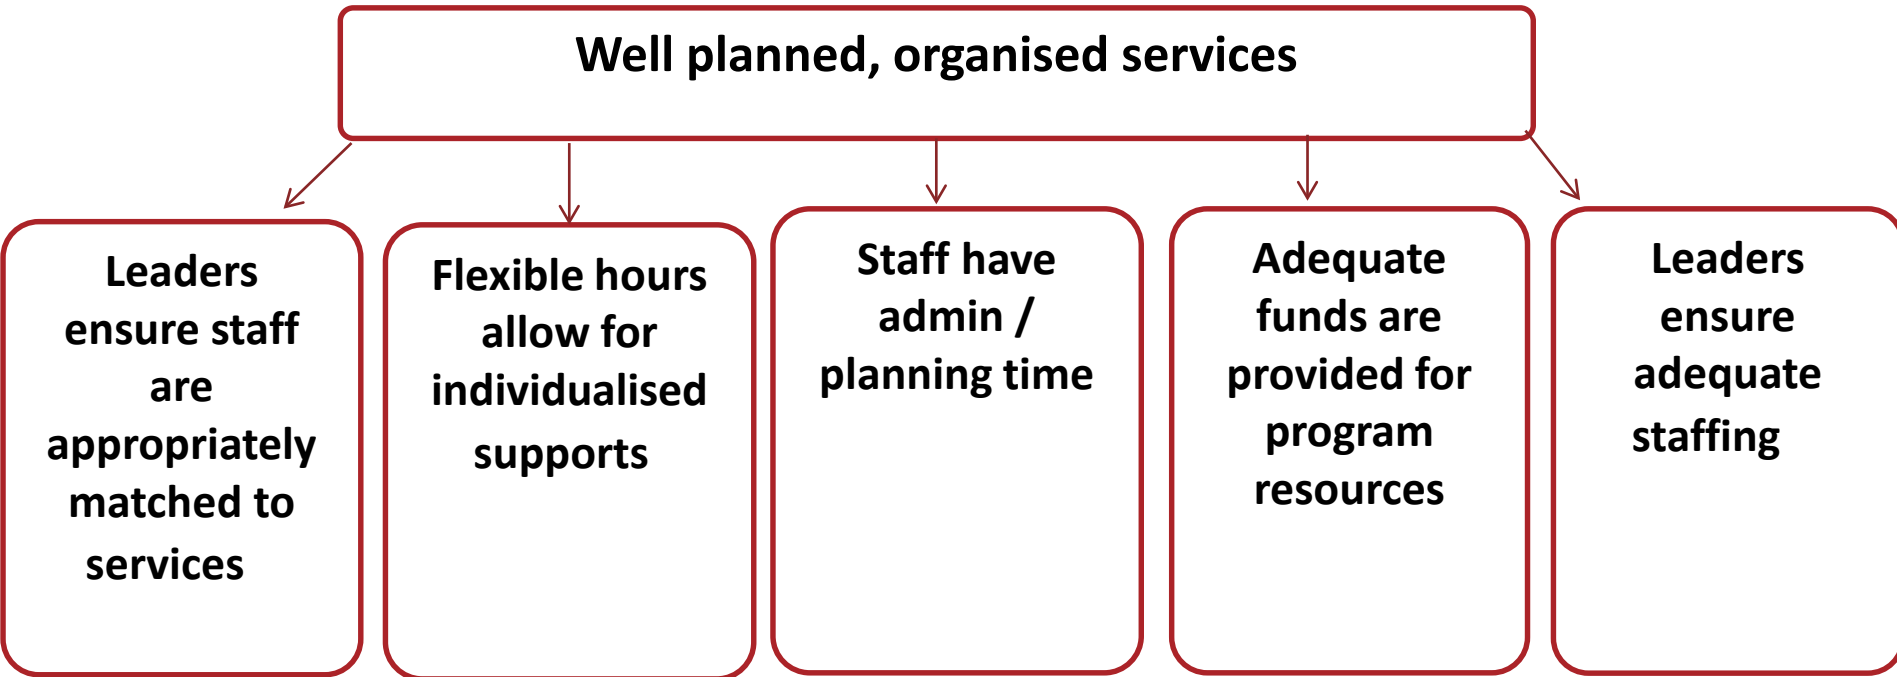 Well planned, organised services
Leaders
ensure staff
are
appropriately
matched to
services
Flexible hours
allow for
individualised
supports
Staff have
admin /
planning time
Adequate
funds are
provided for
program
resources
Leaders
ensure
adequate
staffing